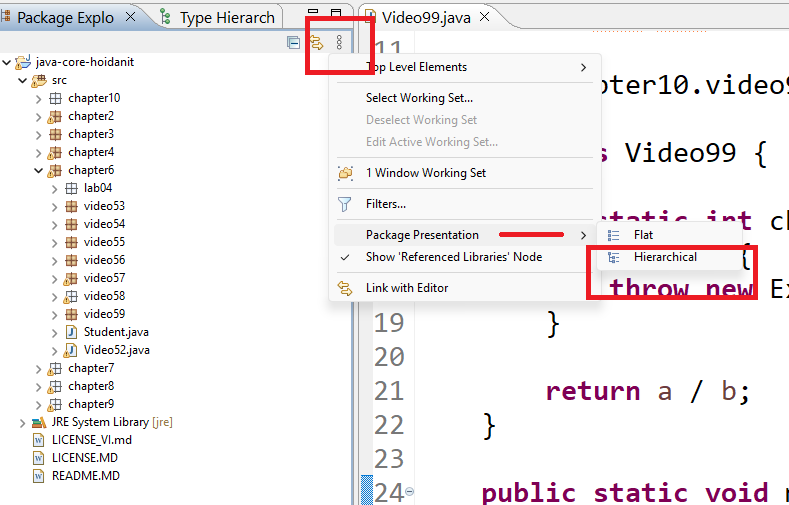 Package Explo
Type Hierarch
Video99.java
java-core-hoidanit
src
chapter10
chapter2
chapter3
chapter4
chapter6
lab04
video53
video54
video55
video56
video57
video58
video59
Student.java
Video52.java
chapter7
chapter8
chapter9
JRE System Library [jre]
LICENSE_VI.md
LICENSE.MD
README.MD
Top Level Elements
Select Working Set...
Deselect Working Set
Edit Active Working Set...
1 Window Working Set
Filters...
Package Presentation
Show 'Referenced Libraries' Node
Link with Editor
Flat
Hierarchical
11
pter10.video9
s Video99 {
static int ch
{
throw new Ex
19 }
20
21 return a / b;
22 }
23
24 public static void m